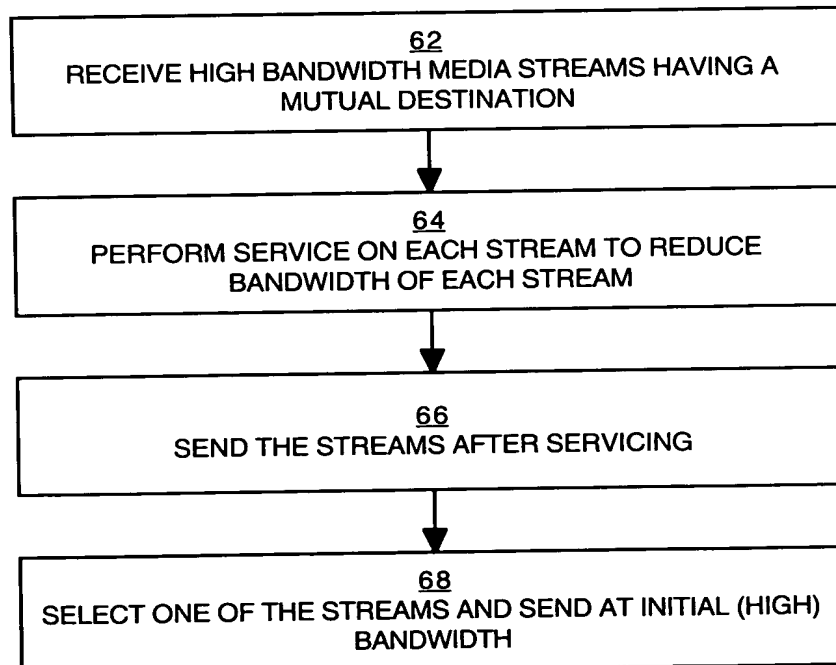 62
RECEIVE HIGH BANDWIDTH MEDIA STREAMS HAVING A
MUTUAL DESTINATION
64
PERFORM SERVICE ON EACH STREAM TO REDUCE
BANDWIDTH OF EACH STREAM
66
SEND THE STREAMS AFTER SERVICING
68
SELECT ONE OF THE STREAMS AND SEND AT INITIAL (HIGH)
BANDWIDTH